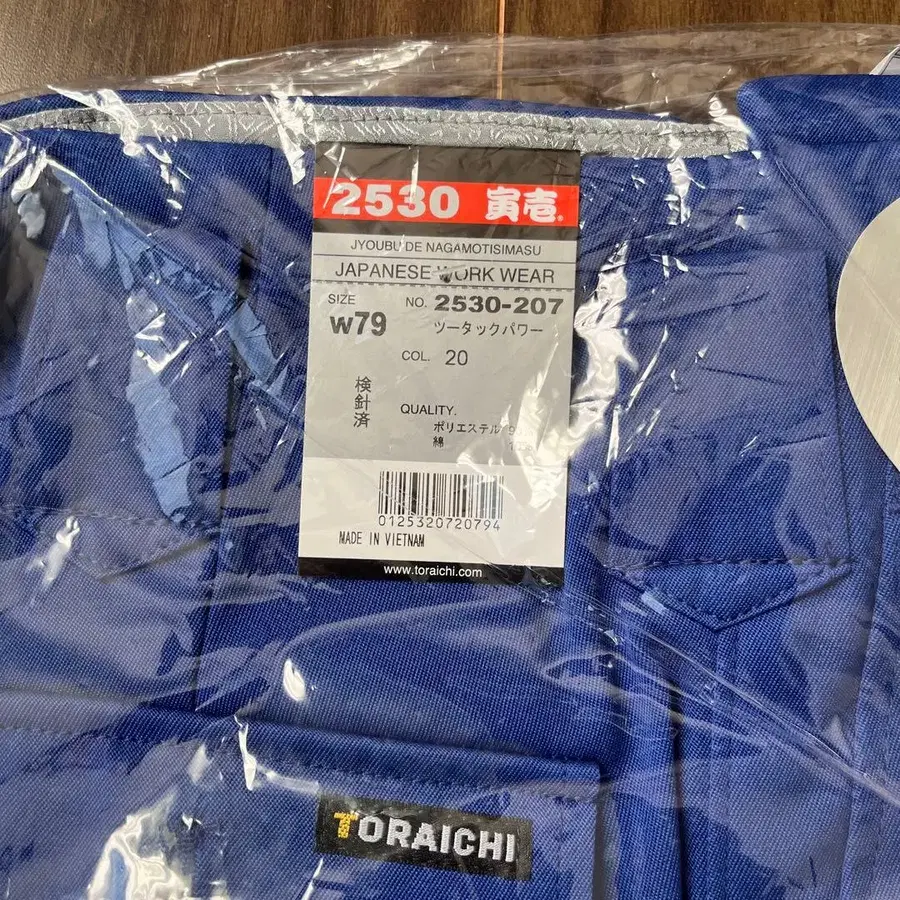 2530 寅壱®
JYOUBU DE NAGAMOTISIMASU
JAPANESE WORK WEAR
SIZE NO. 2530-207
W79 ツータックパワー
COL. 20
検針済
QUALITY.
ポリエステル
綿
0125320720794
MADE IN VIETNAM
www.toraichi.com
TORAICHI